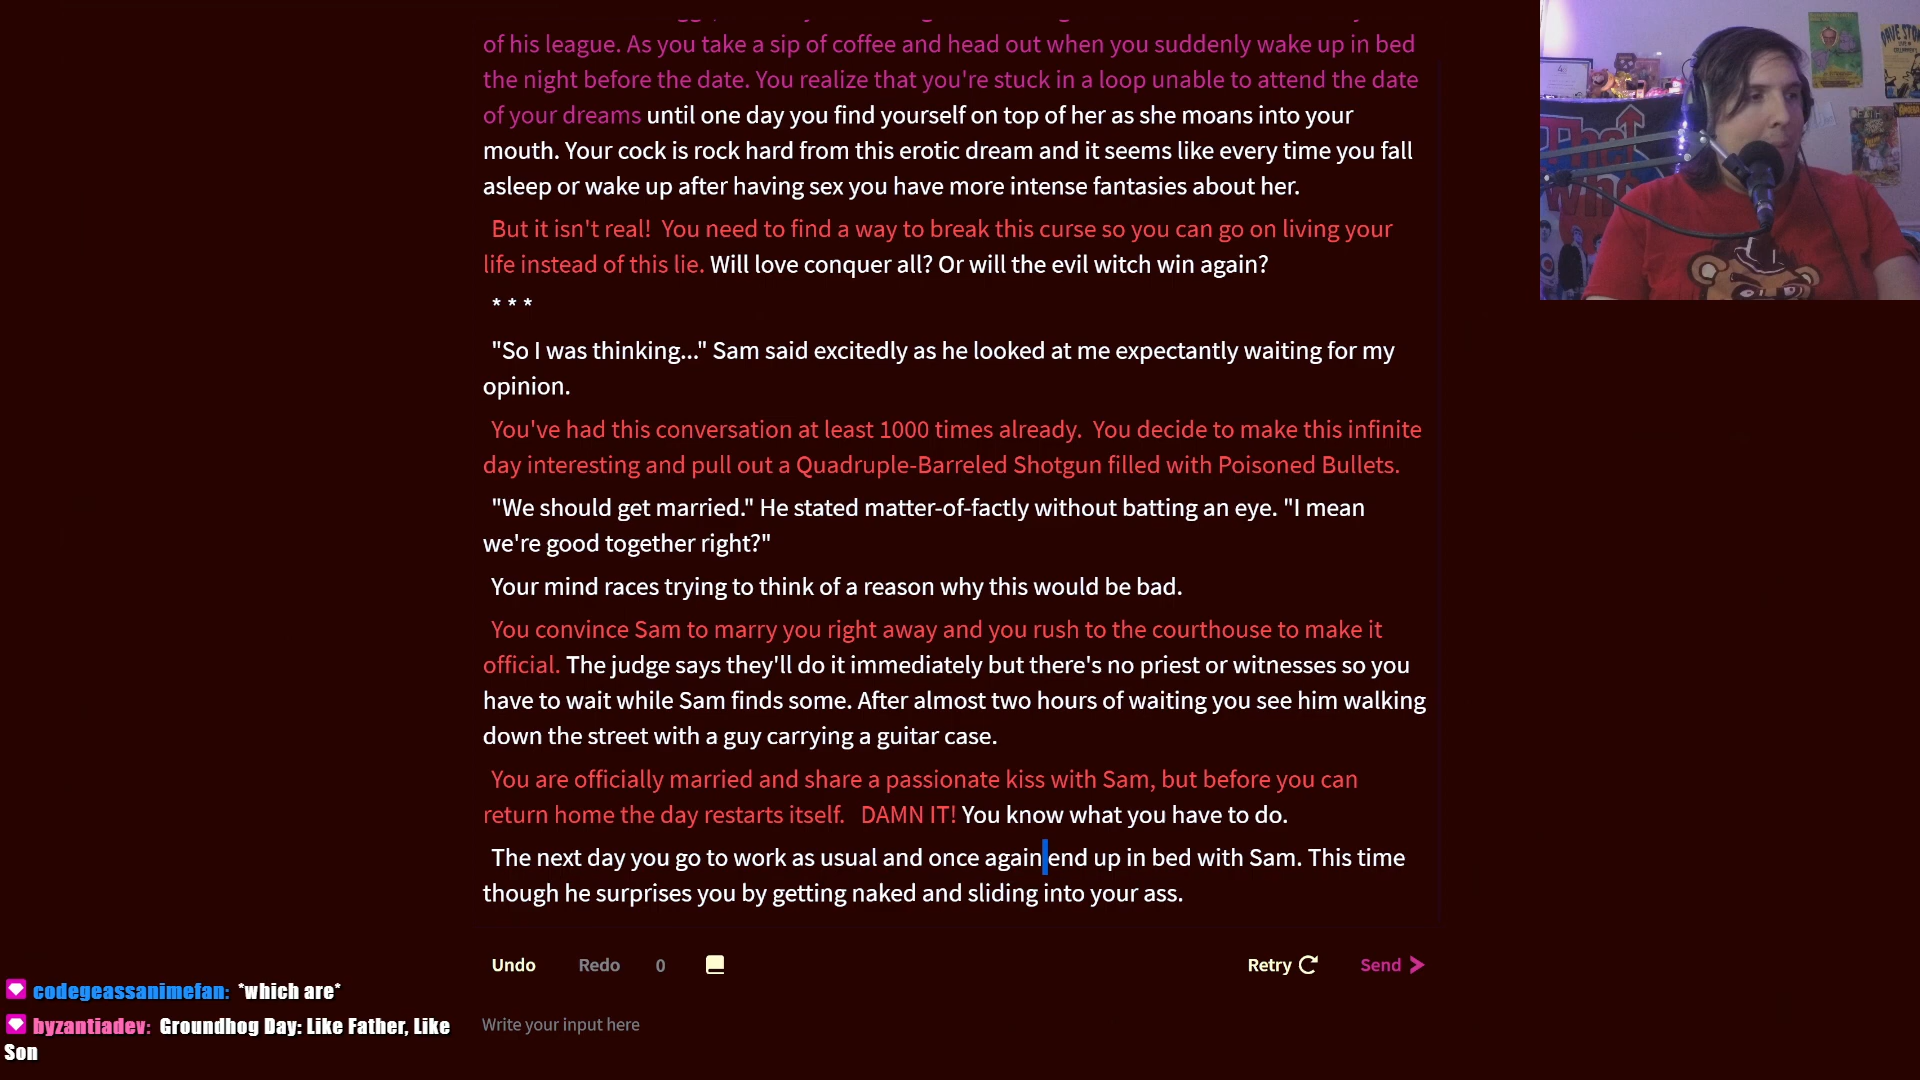 of his league. As you take a sip of coffee and head out when you suddenly wake up in bed
the night before the date. You realize that you're stuck in a loop unable to attend the date
of your dreams until one day you find yourself on top of her as she moans into your
mouth. Your cock is rock hard from this erotic dream and it seems like every time you fall
asleep or wake up after having sex you have more intense fantasies about her.
But it isn't real!  You need to find a way to break this curse so you can go on living your
life instead of this lie. Will love conquer all? Or will the evil witch win again?
* * *
"So I was thinking..." Sam said excitedly as he looked at me expectantly waiting for my
opinion.
You've had this conversation at least 1000 times already.  You decide to make this infinite
day interesting and pull out a Quadruple-Barreled Shotgun filled with Poisoned Bullets.
"We should get married." He stated matter-of-factly without batting an eye. "I mean
we're good together right?"
Your mind races trying to think of a reason why this would be bad.
You convince Sam to marry you right away and you rush to the courthouse to make it
official. The judge says they'll do it immediately but there's no priest or witnesses so you
have to wait while Sam finds some. After almost two hours of waiting you see him walking
down the street with a guy carrying a guitar case.
You are officially married and share a passionate kiss with Sam, but before you can
return home the day restarts itself.   DAMN IT! You know what you have to do.
The next day you go to work as usual and once again end up in bed with Sam. This time
though he surprises you by getting naked and sliding into your ass.
Undo Redo 0 Retry Send
codegeassanimefan: *which are*
byzantiadev: Groundhog Day: Like Father, Like
Son
Write your input here